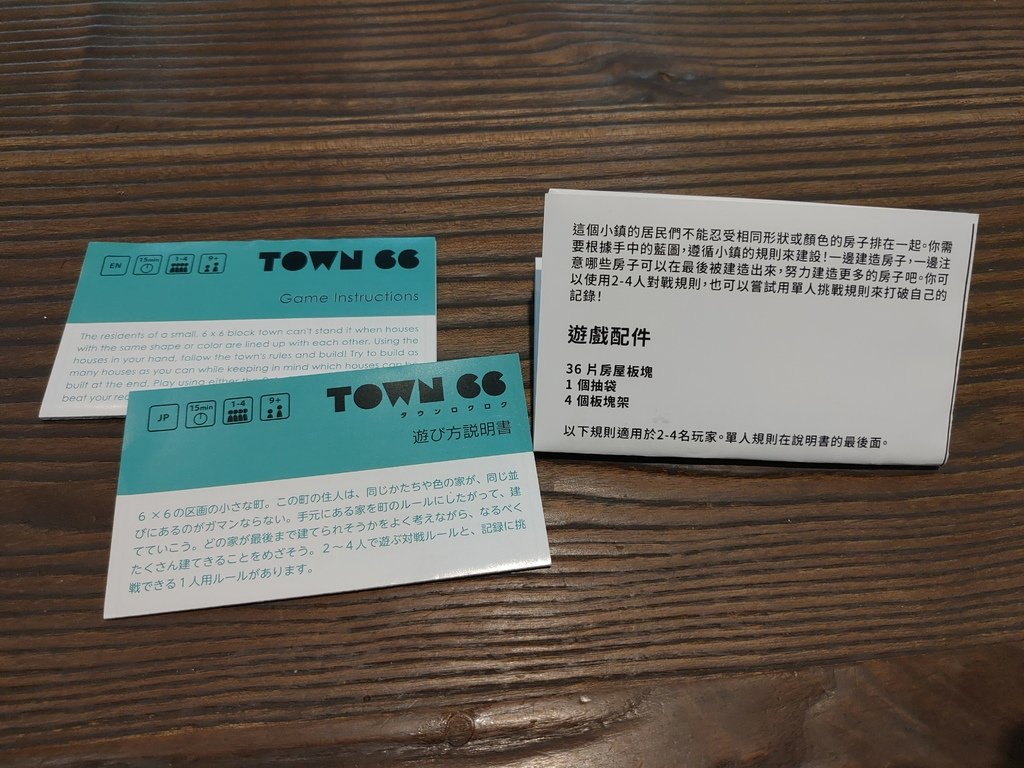 EN
15min
1-4
9+
TOWN 66
Game Instructions
The residents of a small, 6 x 6 block town can't stand it when houses
with the same shape or color are lined up with each other. Using the
houses in your hand, follow the town's rules and build! Try to build as
many houses as you can while keeping in mind which houses can be
built at the end. Play using either the
beat your
JP
15min
1-4
9+
TOWN 66
タウンロクロク
遊び方説明書
6×6の区画の小さな町。この町の住人は、同じかたちや色の家が、同じ並
びにあるのがガマンならない。手元にある家を町のルールにしたがって、建
てていこう。どの家が最後まで建てられそうかをよく考えながら、なるべく
たくさん建てきることをめざそう。2～4人で遊ぶ対戦ルールと、記録に挑
戦できる1人用ルールがあります。
這個小鎮的居民們不能忍受相同形狀或顏色的房子排在一起。你需
要根據手中的藍圖，遵循小鎮的規則來建設！一邊建造房子，一邊注
意哪些房子可以在最後被建造出來，努力建造更多的房子吧。你可
以使用2-4人對戰規則，也可以嘗試用單人挑戰規則來打破自己的
記錄！
遊戲配件
36 片房屋板塊
1 個抽袋
4 個板塊架
以下規則適用於2-4名玩家。單人規則在說明書的最後面。